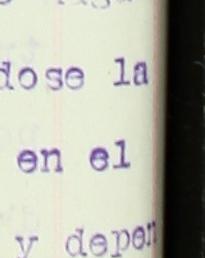 dose la
en el
y depen